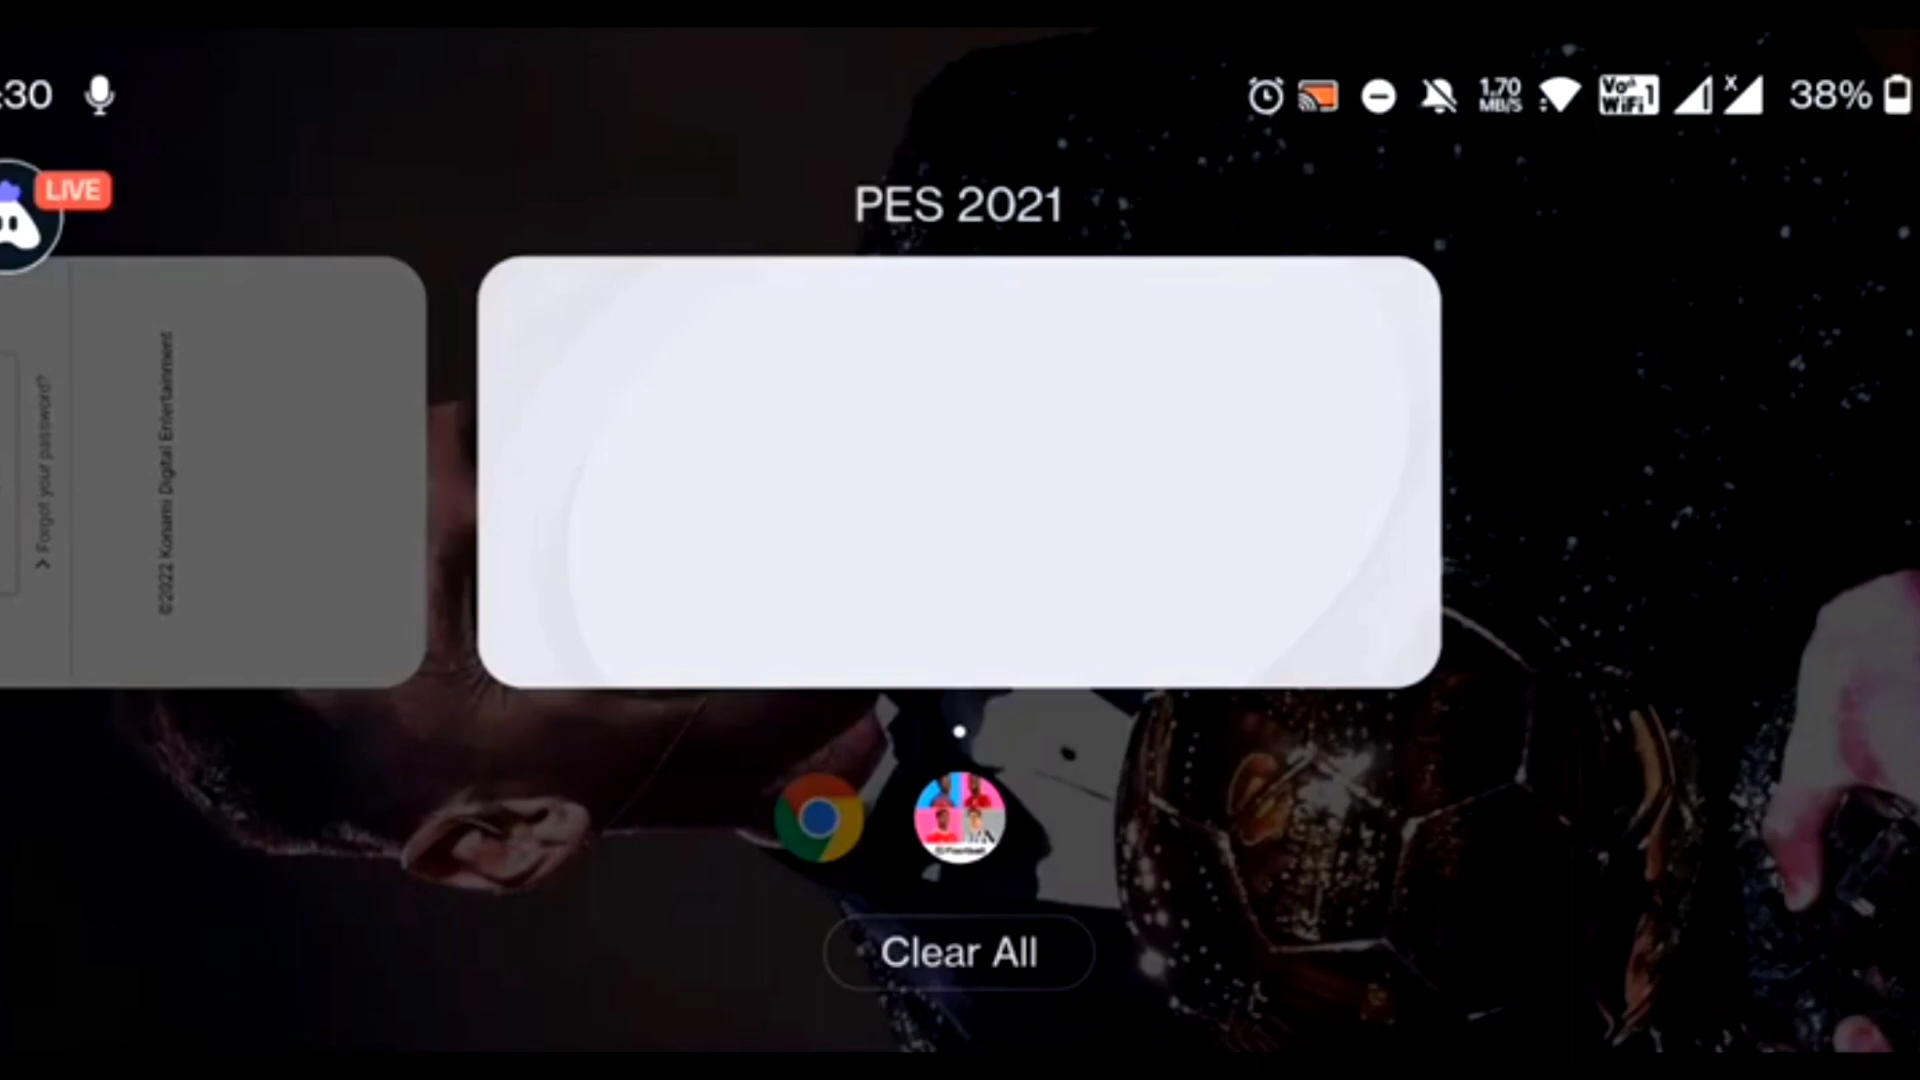 :30
1.70
MB/S
Vo
WiFi 1
38%
LIVE
PES 2021
> Forgot your password?
©2022 Konami Digital Entertainment
Clear All